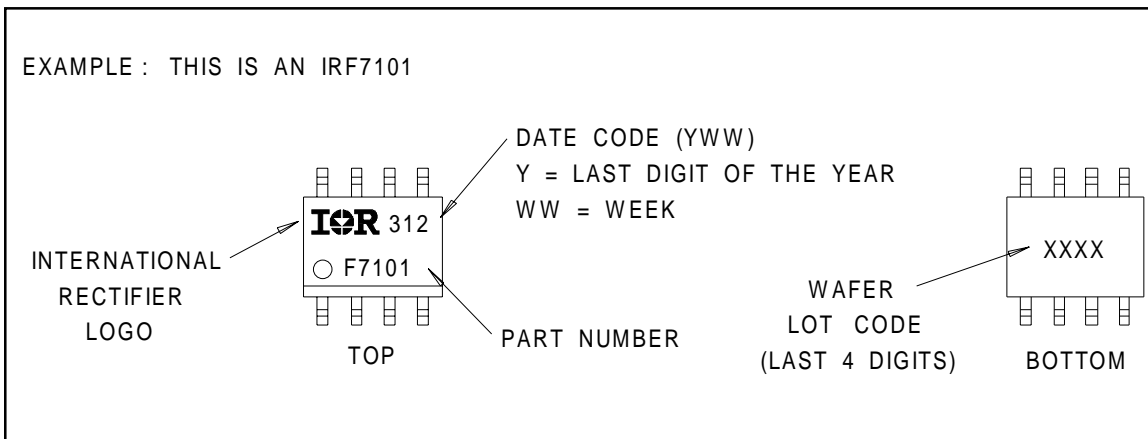 EXAMPLE : THIS IS AN IRF7101
DATE CODE (YWW)
Y = LAST DIGIT OF THE YEAR
WW = WEEK
IOR 312
F7101
INTERNATIONAL
RECTIFIER
LOGO
TOP
PART NUMBER
XXXX
WAFER
LOT CODE
(LAST 4 DIGITS)
BOTTOM